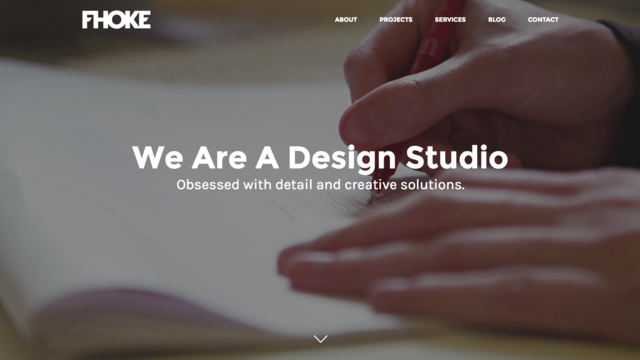 FHOKE
ABOUT PROJECTS SERVICES BLOG CONTACT
We Are A Design Studio
Obsessed with detail and creative solutions.